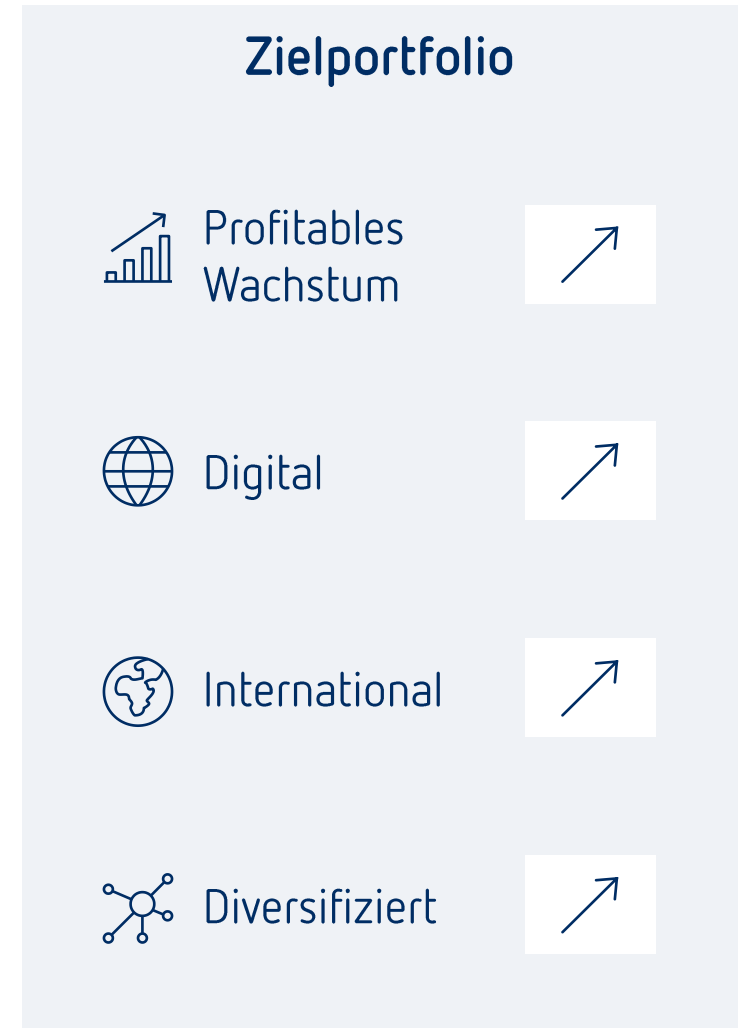 Zielportfolio
Profitables
Wachstum
Digital
International
Diversifiziert